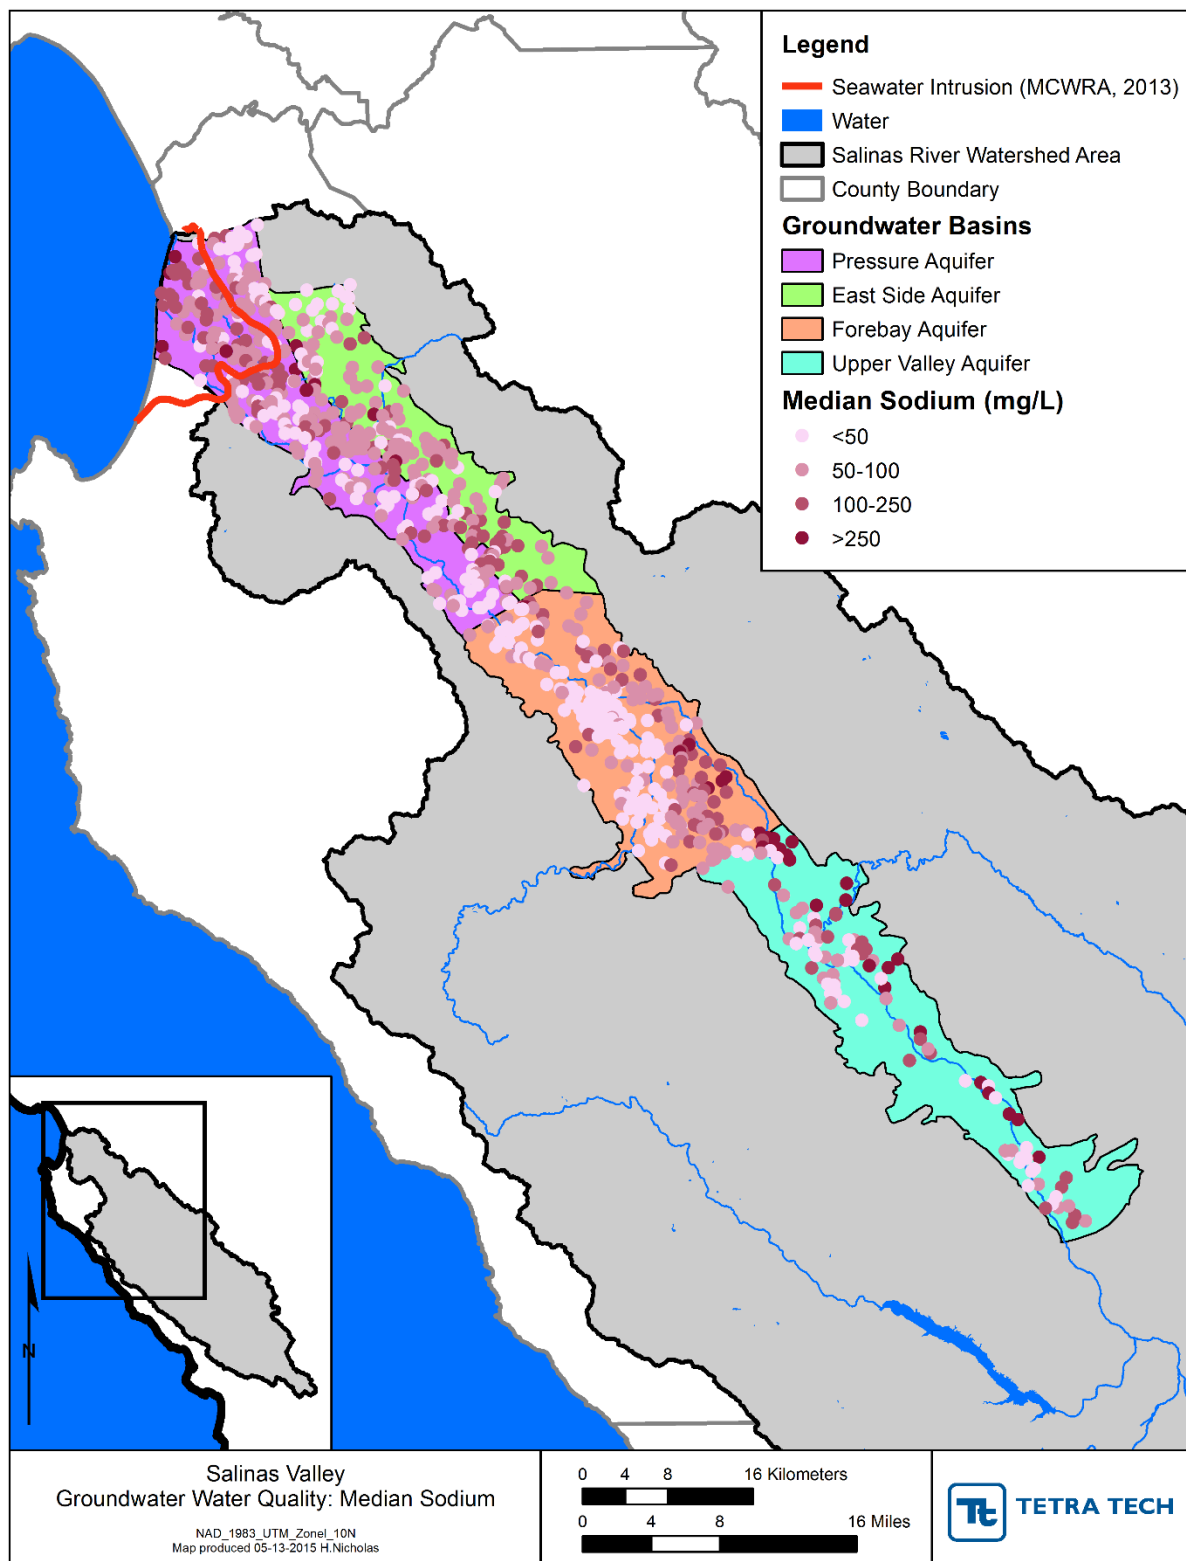 Legend
Seawater Intrusion (MCWRA, 2013)
Water
Salinas River Watershed Area
County Boundary
Groundwater Basins
Pressure Aquifer
East Side Aquifer
Forebay Aquifer
Upper Valley Aquifer
Median Sodium (mg/L)
<50
50-100
100-250
>250
N
Salinas Valley
Groundwater Water Quality: Median Sodium
NAD_1983_UTM_Zonel_10N
Map produced 05-13-2015 H.Nicholas
0 4 8 16 Kilometers
0 4 8 16 Miles
Tt TETRA TECH